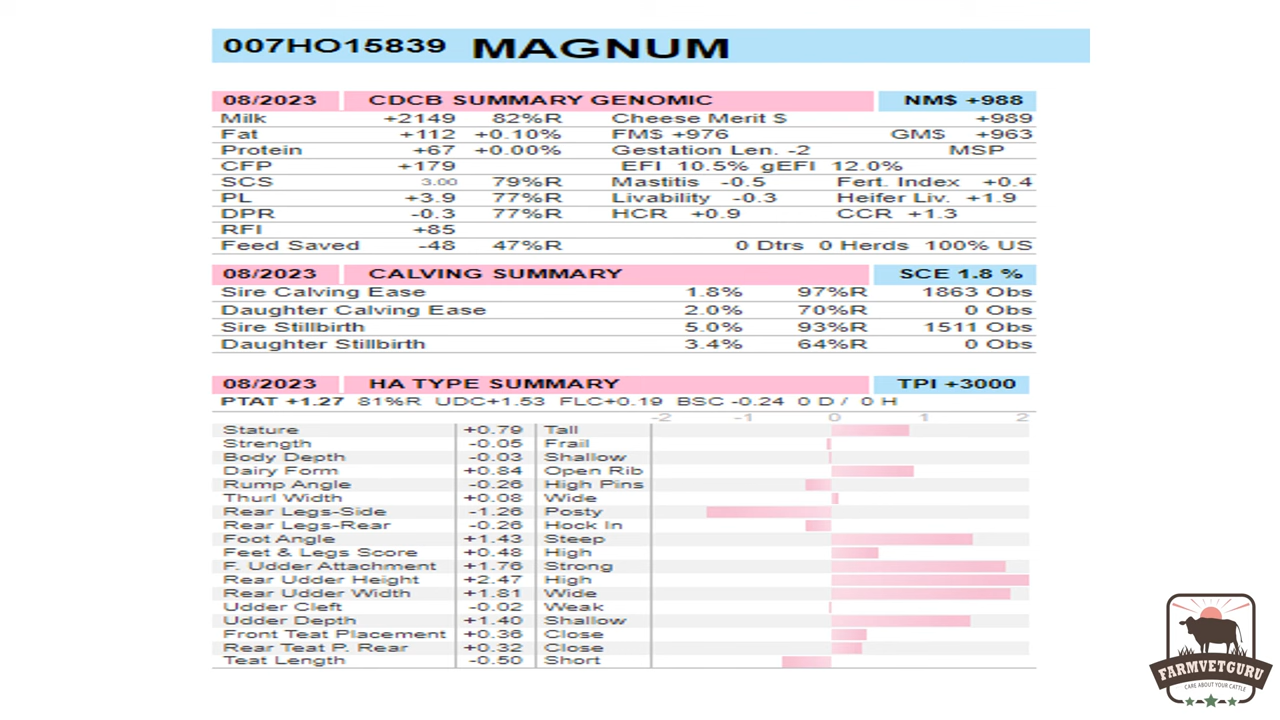 007HO15839 MAGNUM
08/2023 CDCB SUMMARY GENOMIC NM$ +988
Milk +2149 82%R Cheese Merit $ +989
Fat +112 +0.10% FM$ +976 GM$ +963
Protein +67 +0.00% Gestation Len. -2 MSP
CFP +179 EFI 10.5% gEFI 12.0%
SCS 3.00 79%R Mastitis -0.5 Fert. Index +0.4
PL +3.9 77%R Livability -0.3 Heifer Liv. +1.9
DPR -0.3 77%R HCR +0.9 CCR +1.3
RFI +85
Feed Saved -48 47%R 0 Dtrs 0 Herds 100% US
08/2023 CALVING SUMMARY SCE 1.8 %
Sire Calving Ease 1.8% 97%R 1863 Obs
Daughter Calving Ease 2.0% 70%R 0 Obs
Sire Stillbirth 5.0% 93%R 1511 Obs
Daughter Stillbirth 3.4% 64%R 0 Obs
08/2023 HA TYPE SUMMARY TPI +3000
PTAT +1.27 81%R UDC+1.53 FLC+0.19 BSC -0.24 0 D / 0 H
-2 -1 0 1 2
Stature +0.79 Tall
Strength -0.05 Frail
Body Depth -0.03 Shallow
Dairy Form +0.84 Open Rib
Rump Angle -0.26 High Pins
Thurl Width +0.08 Wide
Rear Legs-Side -1.26 Posty
Rear Legs-Rear -0.26 Hock In
Foot Angle +1.43 Steep
Feet & Legs Score +0.48 High
F. Udder Attachment +1.76 Strong
Rear Udder Height +2.47 High
Rear Udder Width +1.81 Wide
Udder Cleft -0.02 Weak
Udder Depth +1.40 Shallow
Front Teat Placement +0.36 Close
Rear Teat P. Rear +0.32 Close
Teat Length -0.50 Short
FARMVETGURU
CARE ABOUT YOUR CATTLE